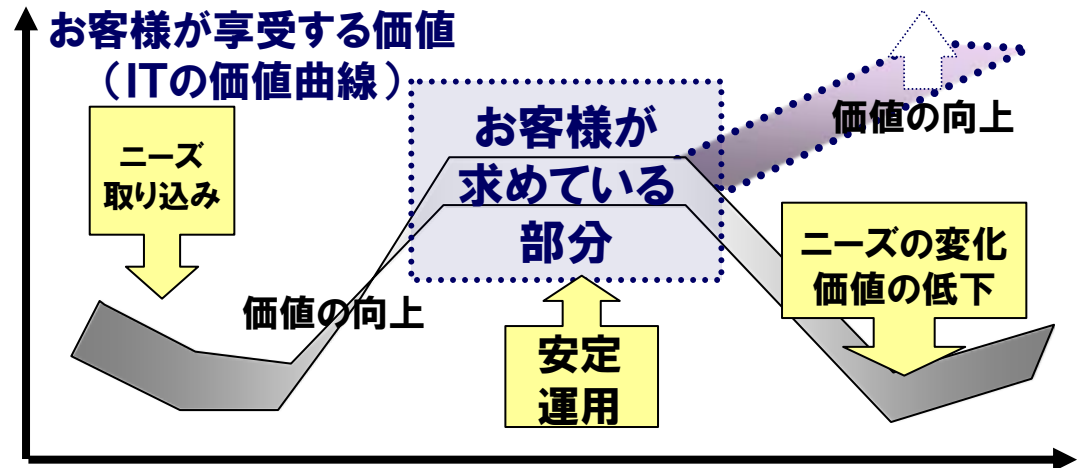 お客様が享受する価値
（ITの価値曲線）
ニーズ
取り込み
価値の向上
お客様が
求めている
部分
安定
運用
価値の向上
ニーズの変化
価値の低下